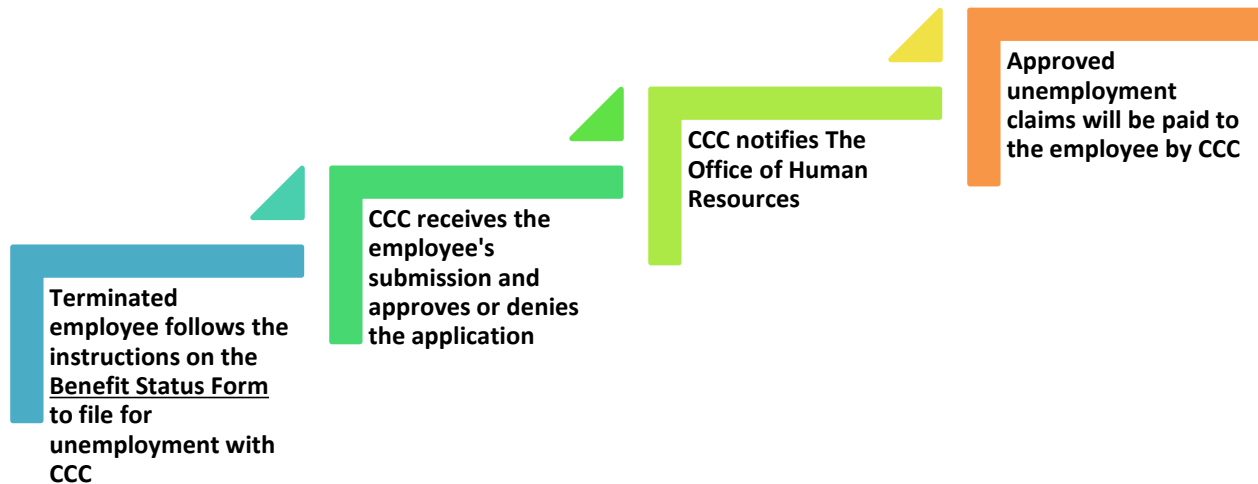 Terminated
employee follows the
instructions on the
Benefit Status Form
to file for
unemployment with
CCC
CCC receives the
employee's
submission and
approves or denies
the application
CCC notifies The
Office of Human
Resources
Approved
unemployment
claims will be paid to
the employee by CCC